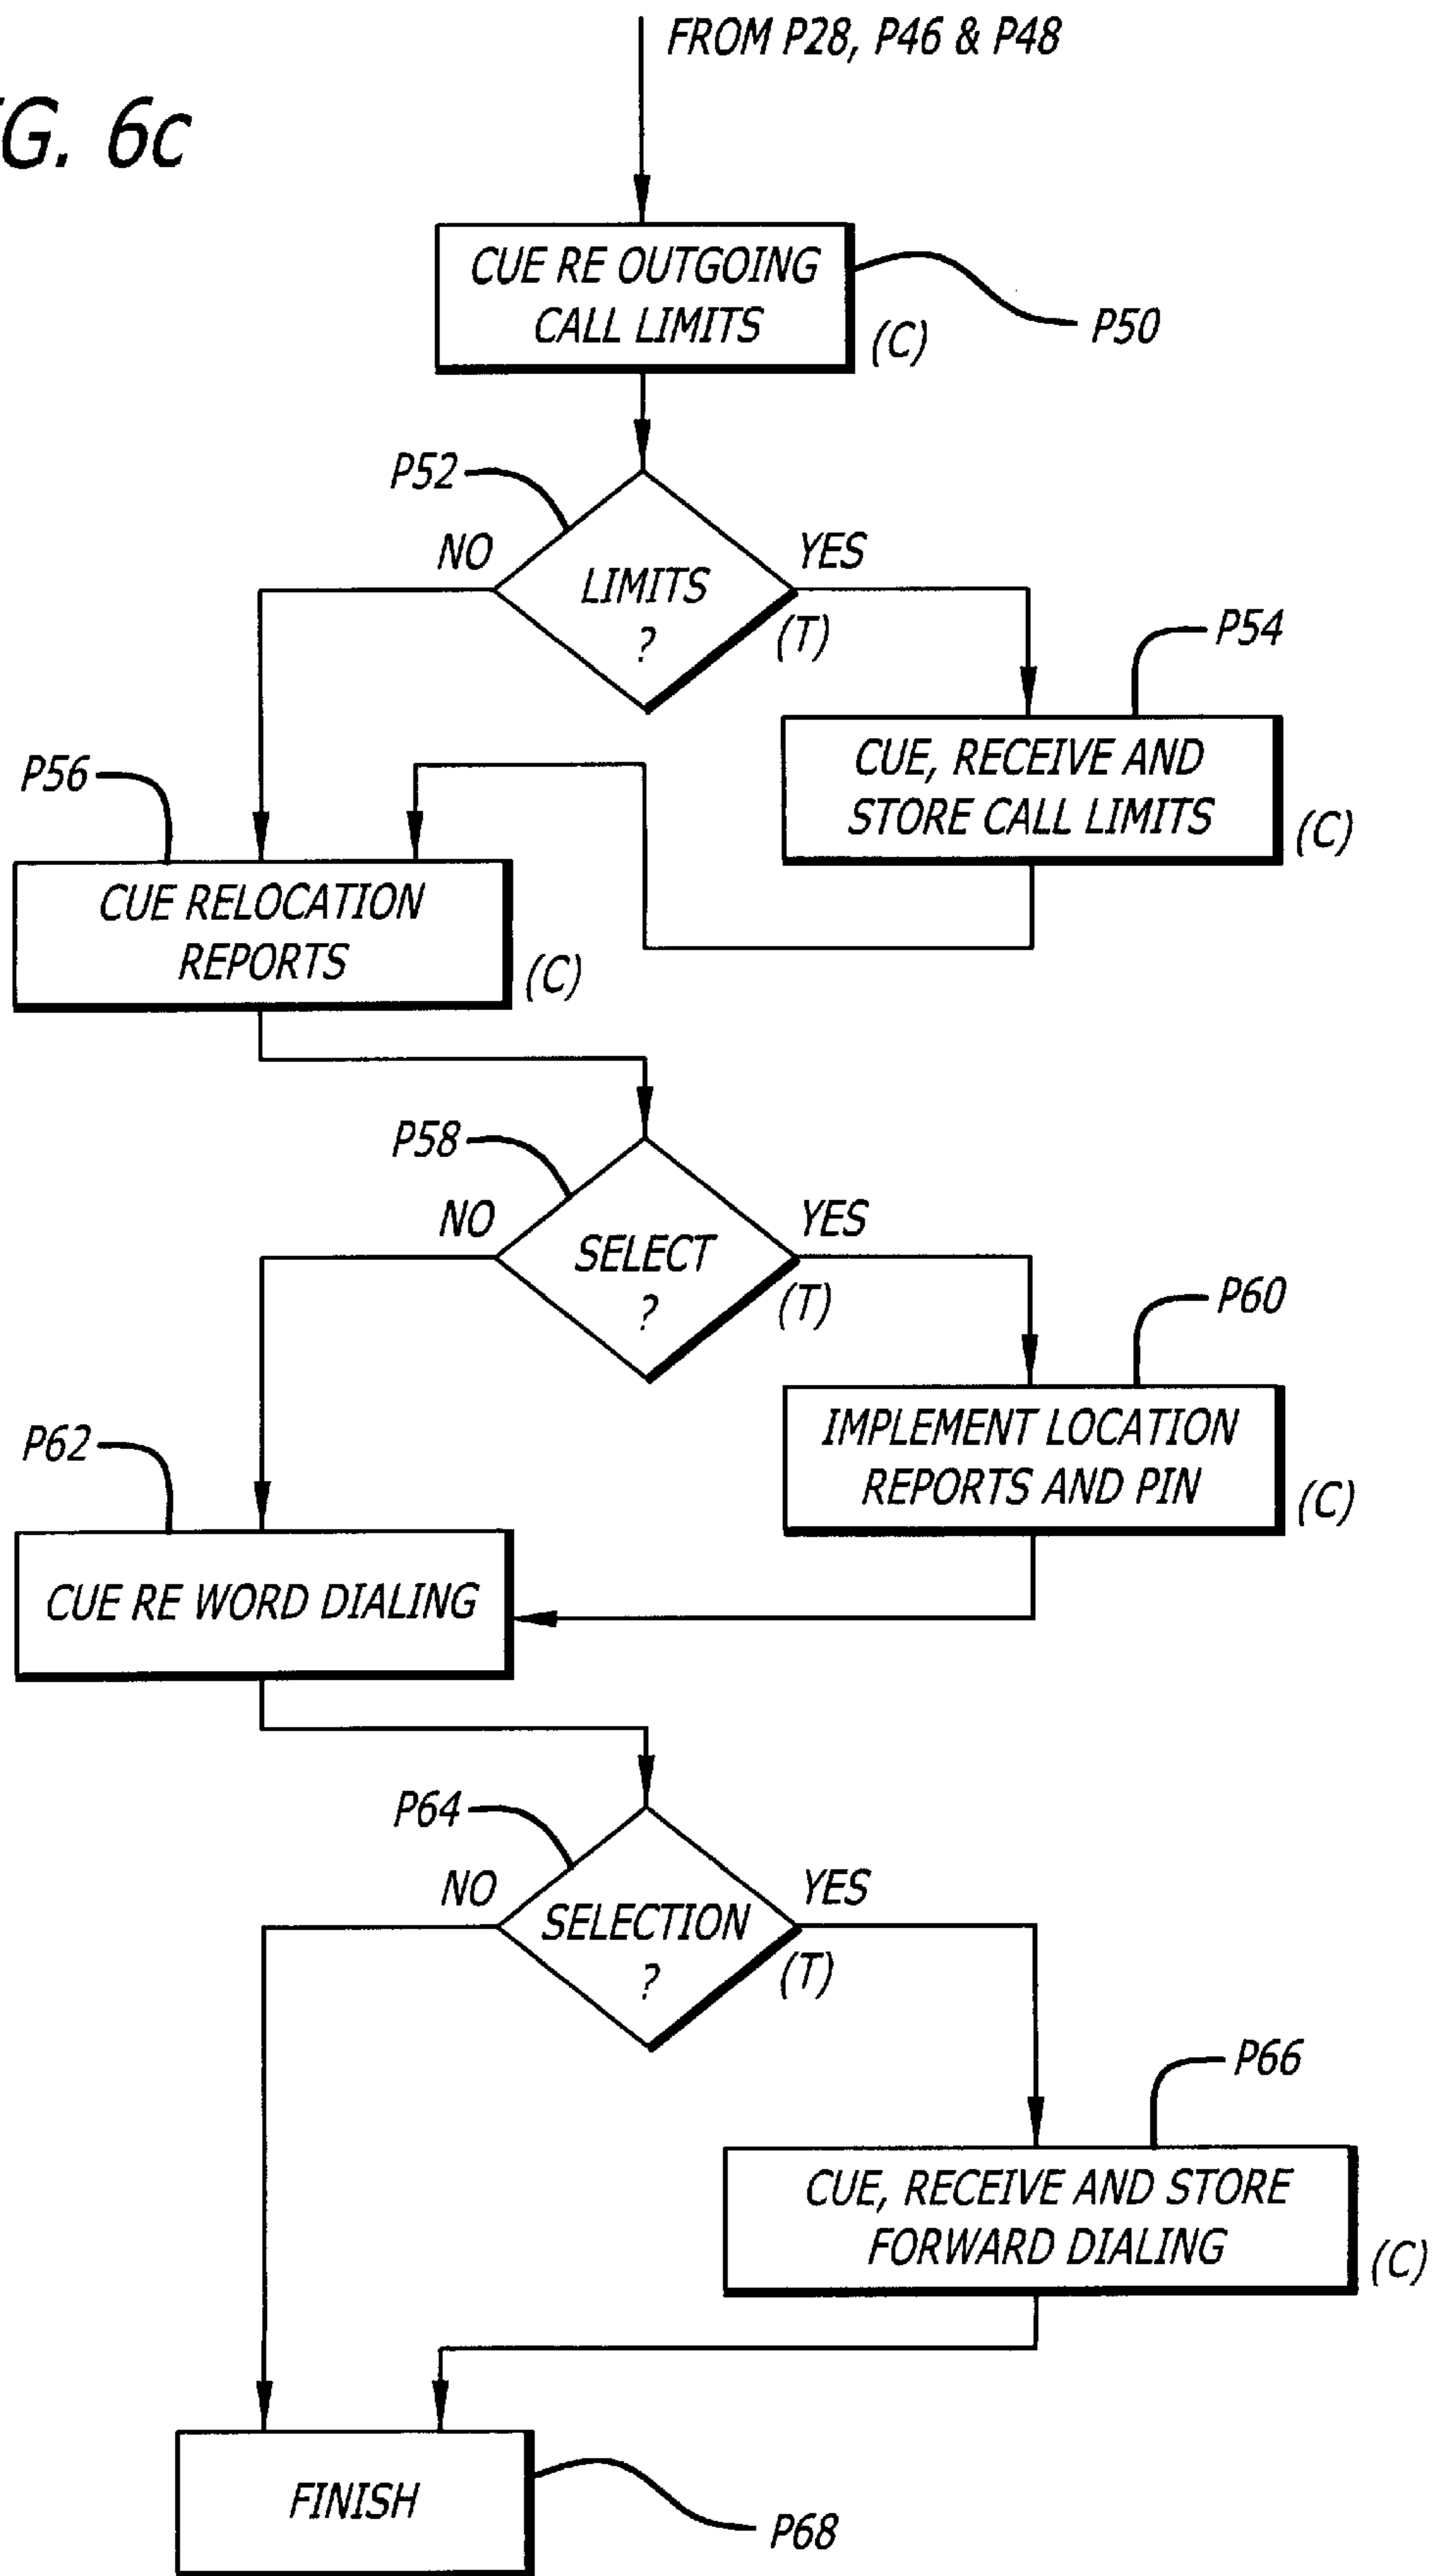 FROM P28, P46 & P48
G. 6c
CUE RE OUTGOING
CALL LIMITS
(C)
P50
P52
NO
YES
LIMITS
?
(T)
P54
CUE, RECEIVE AND
STORE CALL LIMITS
(C)
P56
CUE RELOCATION
REPORTS
(C)
P58
NO
YES
SELECT
?
(T)
P60
IMPLEMENT LOCATION
REPORTS AND PIN
(C)
P62
CUE RE WORD DIALING
P64
NO
YES
SELECTION
?
(T)
P66
CUE, RECEIVE AND STORE
FORWARD DIALING
(C)
FINISH
P68